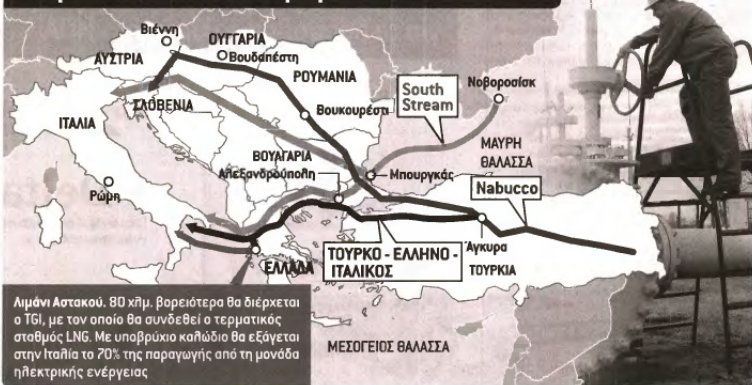 Βιέννη
ΟΥΓΓΑΡΙΑ
Βουδαπέστη
ΑΥΣΤΡΙΑ
ΡΟΥΜΑΝΙΑ
South
Stream
Νοβοροσίσκ
ΣΛΟΒΕΝΙΑ
Βουκουρέστι
ΙΤΑΛΙΑ
ΜΑΥΡΗ
ΘΑΛΑΣΣΑ
ΒΟΥΛΓΑΡΙΑ
Αλεξανδρούπολη
Μπουργκάς
Ρώμη
Nabucco
ΤΟΥΡΚΟ - ΕΛΛΗΝΟ -
ΙΤΑΛΙΚΟΣ
Άγκυρα
ΤΟΥΡΚΙΑ
ΕΛΛΑΔΑ
Λιμάνι Αστακού. 80 χλμ. βορειότερα θα διέρχεται
ο TGI, με τον οποίο θα συνδεθεί ο τερματικός
σταθμός LNG. Με υποβρύχιο καλώδιο θα εξάγεται
στην Ιταλία το 70% της παραγωγής από τη μονάδα
ηλεκτρικής ενέργειας
ΜΕΣΟΓΕΙΟΣ ΘΑΛΑΣΣΑ